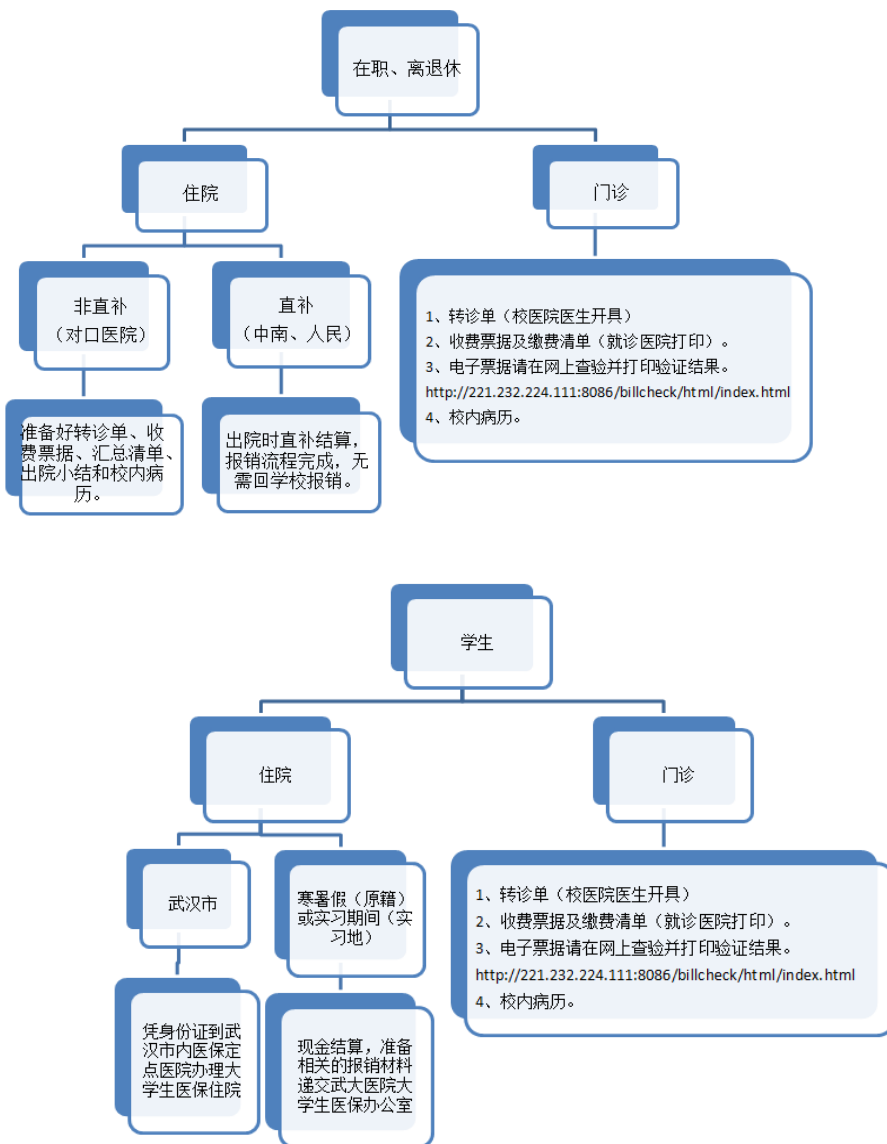 在职、离退休
住院
门诊
非直补
（对口医院）
直补
（中南、人民）
1、转诊单（校医院医生开具）
2、收费票据及缴费清单（就诊医院打印）。
3、电子票据请在网上查验并打印验证结果。
http://221.232.224.111:8086/billcheck/html/index.html
4、校内病历。
准备好转诊单、收
费票据、汇总清单、
出院小结和校内病
历。
出院时直补结算，
报销流程完成，无
需回学校报销。
学生
住院
门诊
武汉市
寒暑假（原籍）
或实习期间（实
习地）
1、转诊单（校医院医生开具）
2、收费票据及缴费清单（就诊医院打印）。
3、电子票据请在网上查验并打印验证结果。
http://221.232.224.111:8086/billcheck/html/index.html
4、校内病历。
凭身份证到武
汉市内医保定
点医院办理大
学生医保住院
现金结算，准备
相关的报销材料
递交武大医院大
学生医保办公室